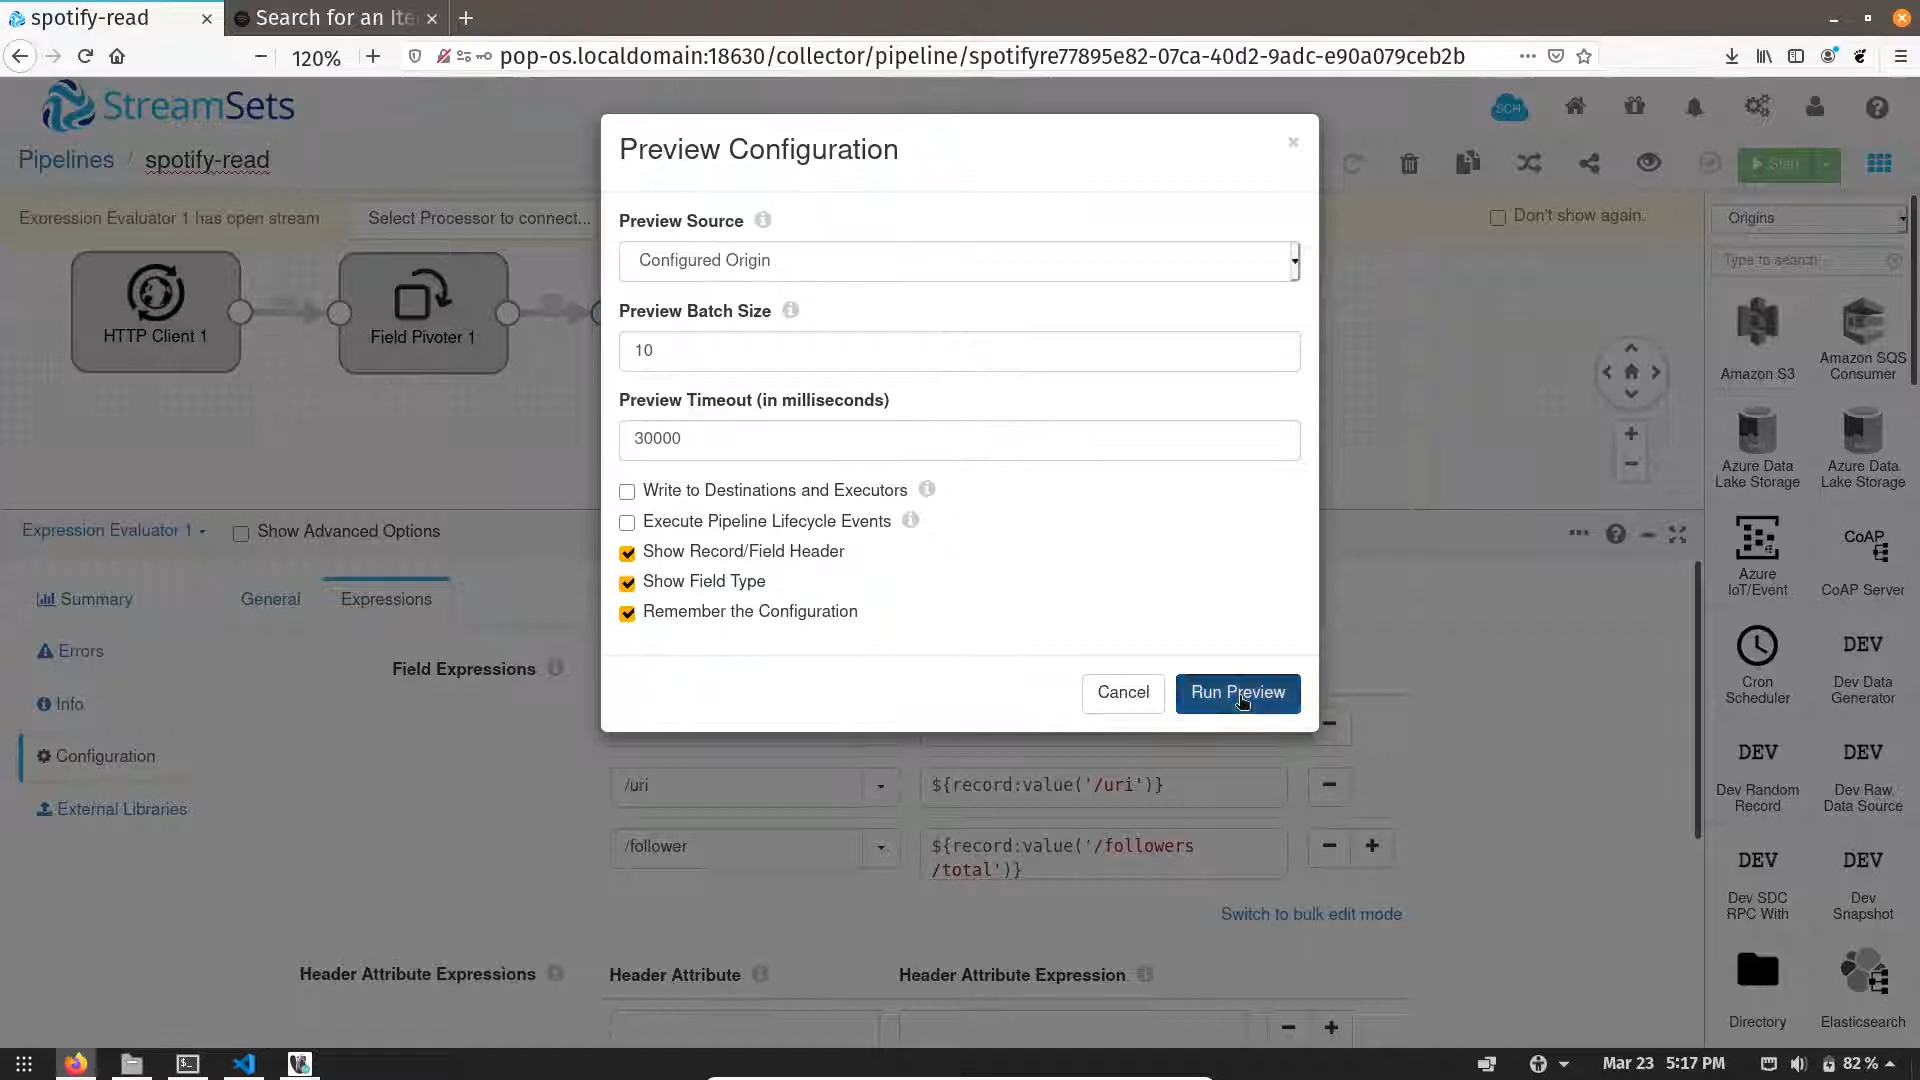 spotify-read
Search for an Ite
120%
pop-os.localdomain:18630/collector/pipeline/spotifyre77895e82-07ca-40d2-9adc-e90a079ceb2b
StreamSets
SCH
Pipelines / spotify-read
Start
Expression Evaluator 1 has open stream
Select Processor to connect...
Don't show again.
HTTP Client 1
Field Pivoter 1
Preview Configuration
Preview Source
Configured Origin
Preview Batch Size
10
Preview Timeout (in milliseconds)
30000
Write to Destinations and Executors
Execute Pipeline Lifecycle Events
Show Record/Field Header
Show Field Type
Remember the Configuration
Cancel
Run Preview
Expression Evaluator 1
Show Advanced Options
Summary
Errors
Info
Configuration
External Libraries
General
Expressions
Field Expressions
/uri
${record:value('/uri')}
/follower
${record:value('/followers
/total')}
Switch to bulk edit mode
Header Attribute Expressions
Header Attribute
Header Attribute Expression
Origins
Type to search
Amazon S3
Amazon SQS
Consumer
Azure Data
Lake Storage
Azure Data
Lake Storage
Azure
IoT/Event
CoAP
CoAP Server
Cron
Scheduler
DEV
Dev Data
Generator
DEV
Dev Random
Record
DEV
Dev Raw
Data Source
DEV
Dev SDC
RPC With
DEV
Dev
Snapshot
Directory
Elasticsearch
Mar 23 5:17 PM
82 %